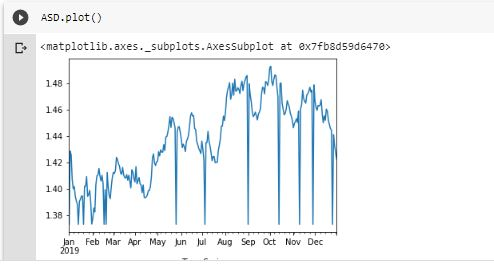 ASD.plot()
<matplotlib.axes._subplots.AxesSubplot at 0x7fb8d59d6470>
1.48
1.46
1.44
1.42
1.40
1.38
Jan Feb Mar Apr May Jun Jul Aug Sep Oct Nov Dec
2019